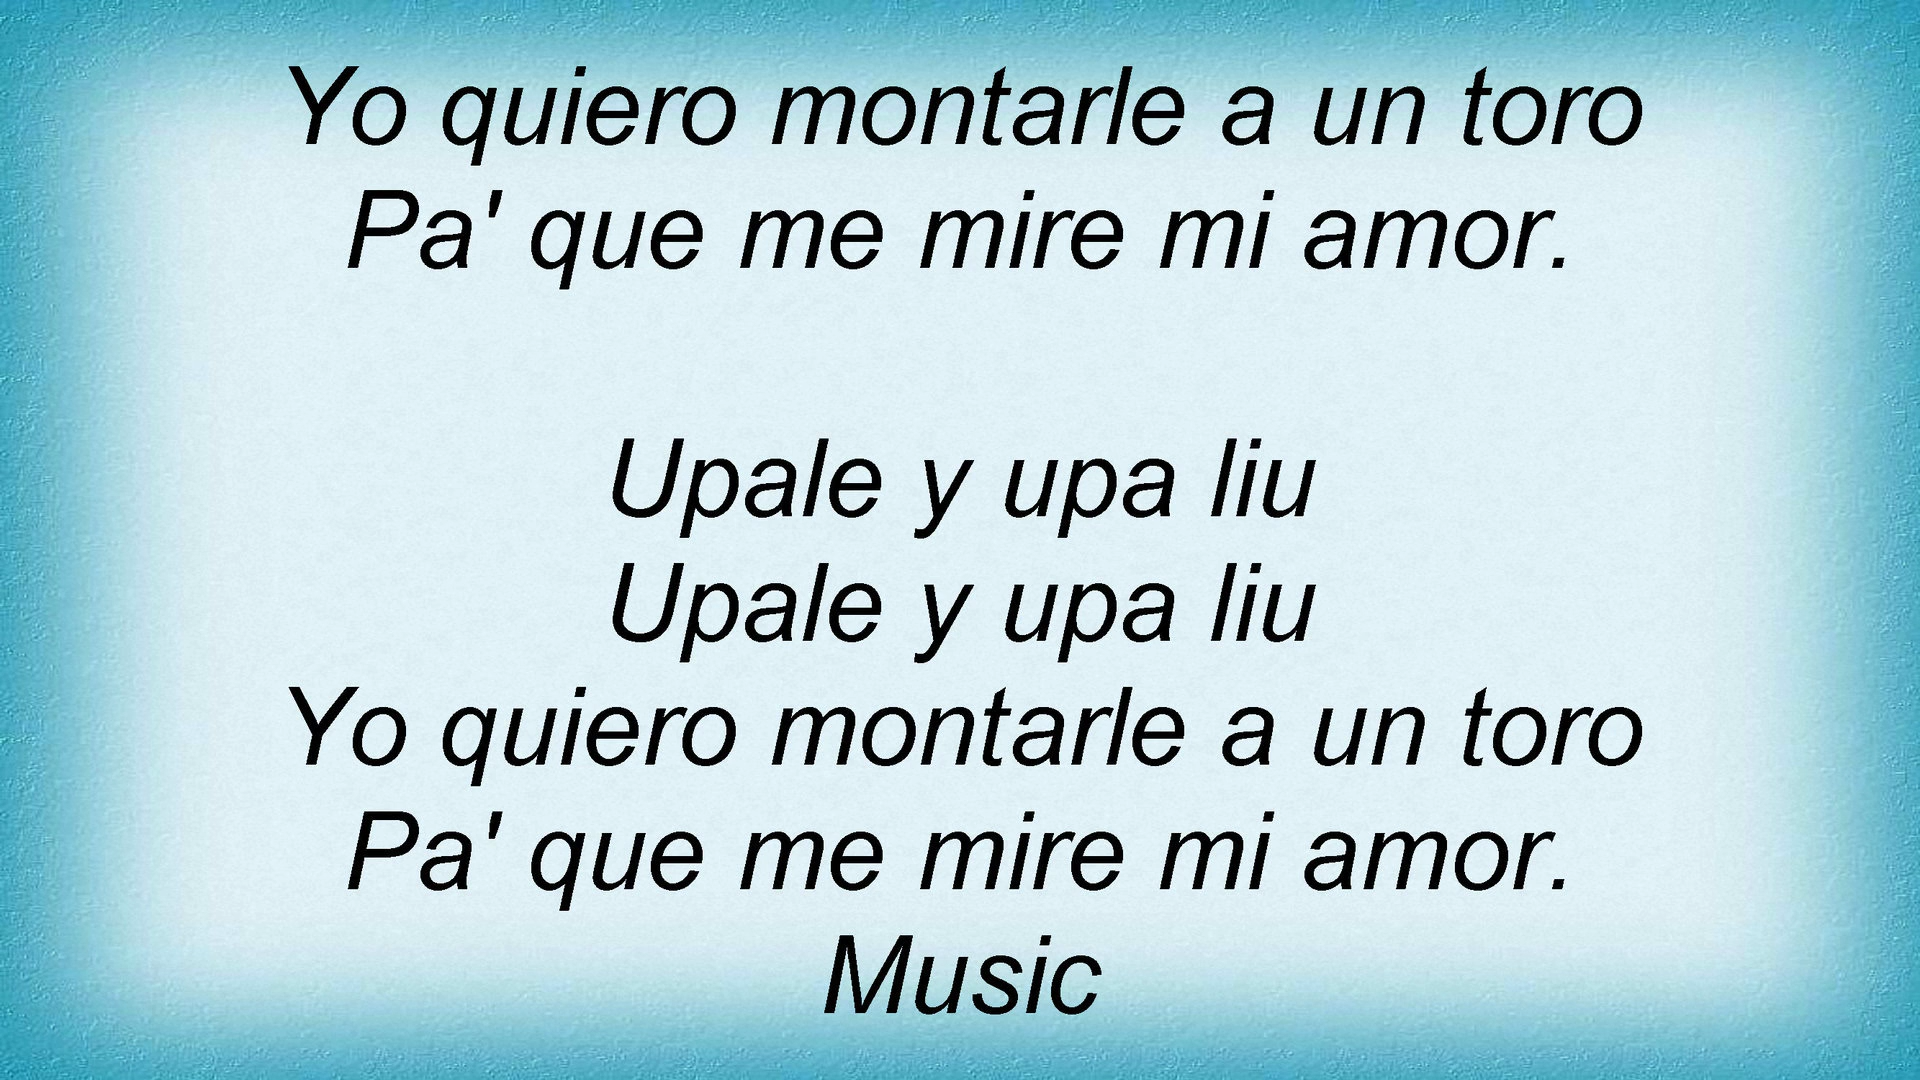 Yo quiero montarle a un toro
Pa' que me mire mi amor.
Upale y upa liu
Upale y upa liu
Yo quiero montarle a un toro
Pa' que me mire mi amor.
Music